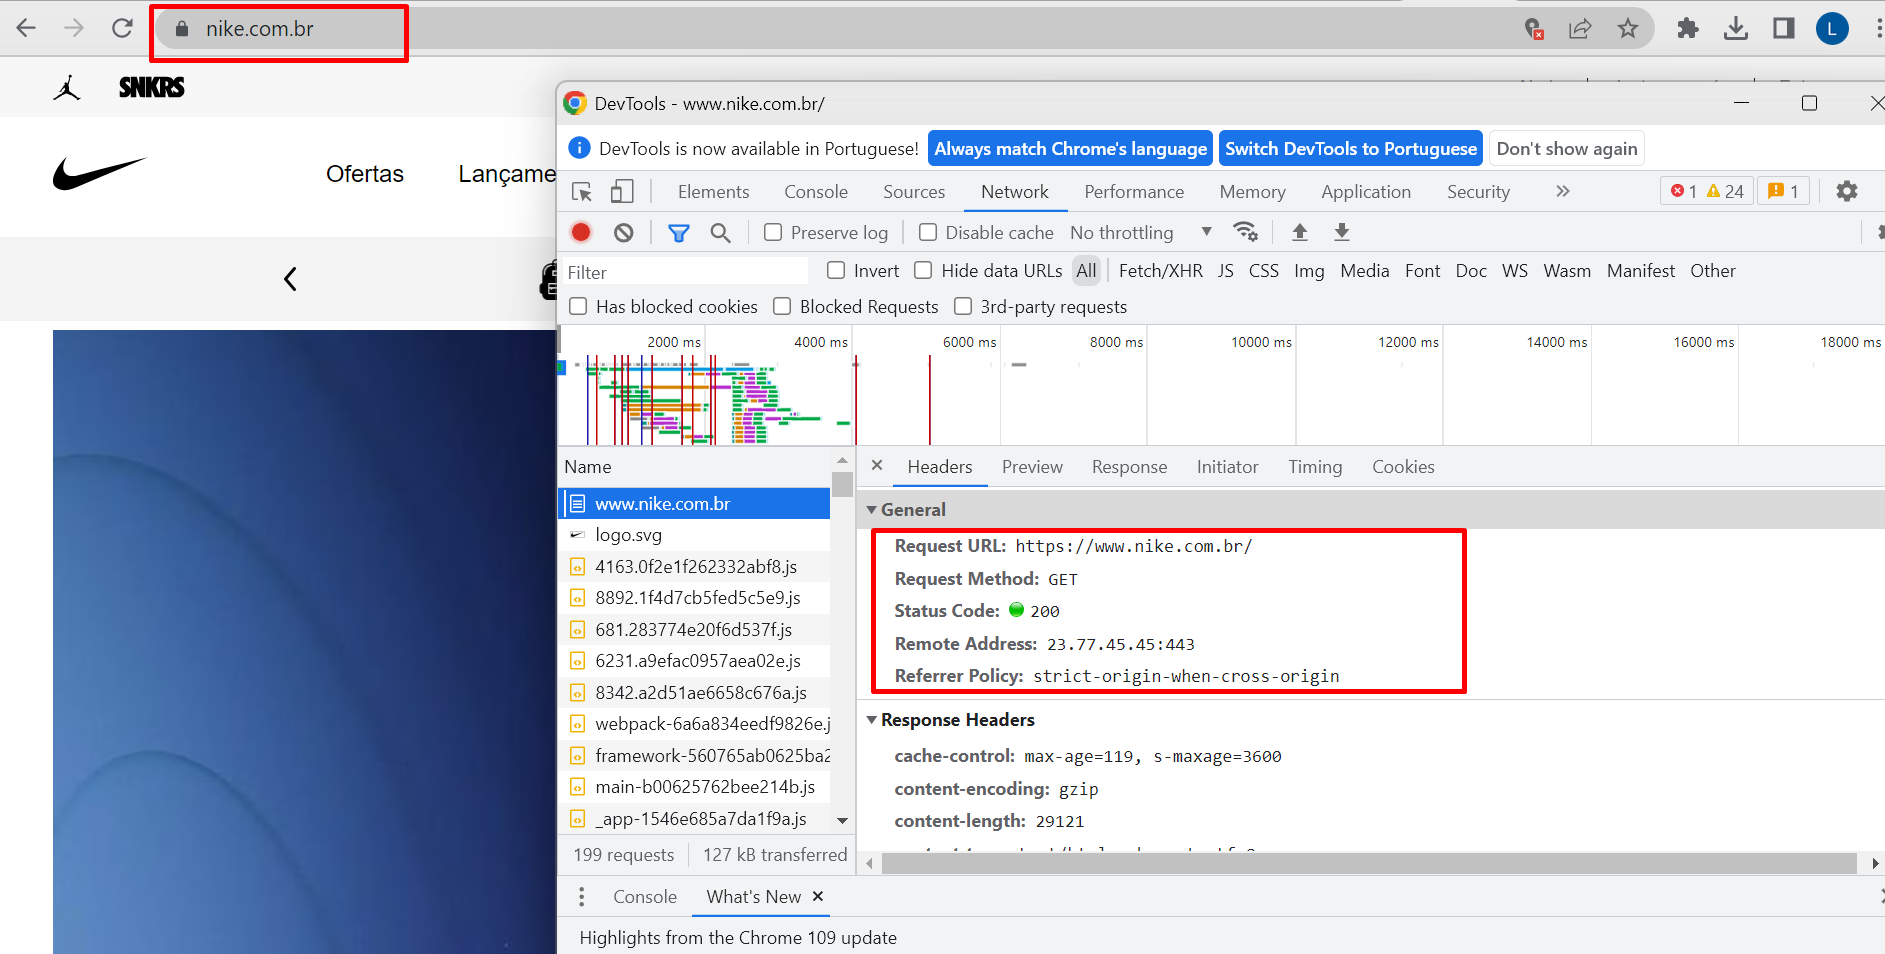 nike.com.br
L
SNKRS
Ofertas
Lançame
DevTools - www.nike.com.br/
DevTools is now available in Portuguese!
Always match Chrome's language
Switch DevTools to Portuguese
Don't show again
Elements
Console
Sources
Network
Performance
Memory
Application
Security
1
24
1
Preserve log
Disable cache
No throttling
Filter
Invert
Hide data URLs
All
Fetch/XHR
JS
CSS
Img
Media
Font
Doc
WS
Wasm
Manifest
Other
Has blocked cookies
Blocked Requests
3rd-party requests
2000 ms
4000 ms
6000 ms
8000 ms
10000 ms
12000 ms
14000 ms
16000 ms
18000 ms
Name
www.nike.com.br
logo.svg
4163.0f2e1f262332abf8.js
8892.1f4d7cb5fed5c5e9.js
681.283774e20f6d537f.js
6231.a9efac0957aea02e.js
8342.a2d51ae6658c676a.js
webpack-6a6a834eedf9826e.j
framework-560765ab0625ba2
main-b00625762bee214b.js
_app-1546e685a7da1f9a.js
199 requests
127 kB transferred
Headers
Preview
Response
Initiator
Timing
Cookies
General
Request URL: https://www.nike.com.br/
Request Method: GET
Status Code: 200
Remote Address: 23.77.45.45:443
Referrer Policy: strict-origin-when-cross-origin
Response Headers
cache-control: max-age=119, s-maxage=3600
content-encoding: gzip
content-length: 29121
Console
What's New
Highlights from the Chrome 109 update